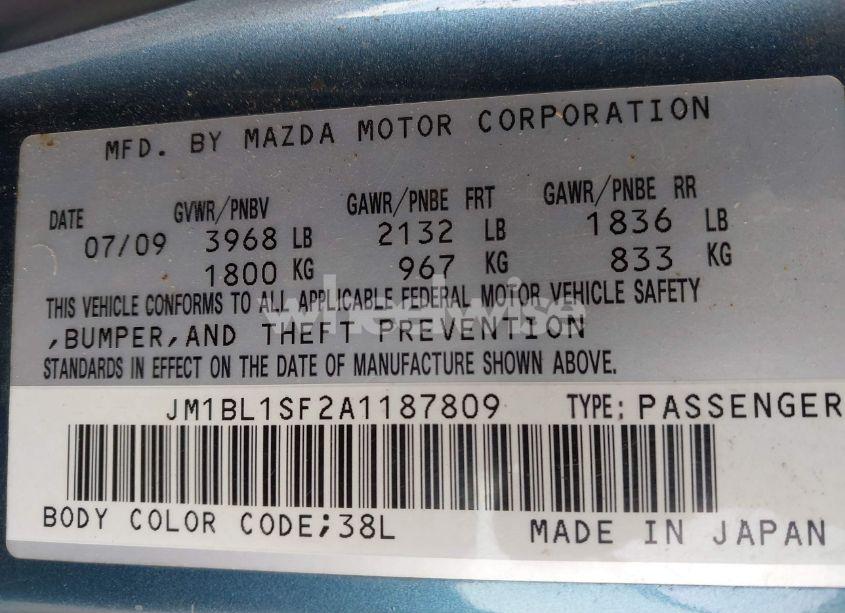 MFD. BY MAZDA MOTOR CORPORATION
DATE GVWR/PNBV GAWR/PNBE FRT GAWR/PNBE RR
07/09 3968 LB 2132 LB 1836 LB
1800 KG 967 KG 833 KG
THIS VEHICLE CONFORMS TO ALL APPLICABLE FEDERAL MOTOR VEHICLE SAFETY
,BUMPER,AND THEFT PREVENTION
wheelwise
STANDARDS IN EFFECT ON THE DATE OF MANUFACTURE SHOWN ABOVE.
JM1BL1SF2A1187809 TYPE: PASSENGER
BODY COLOR CODE;38L MADE IN JAPAN